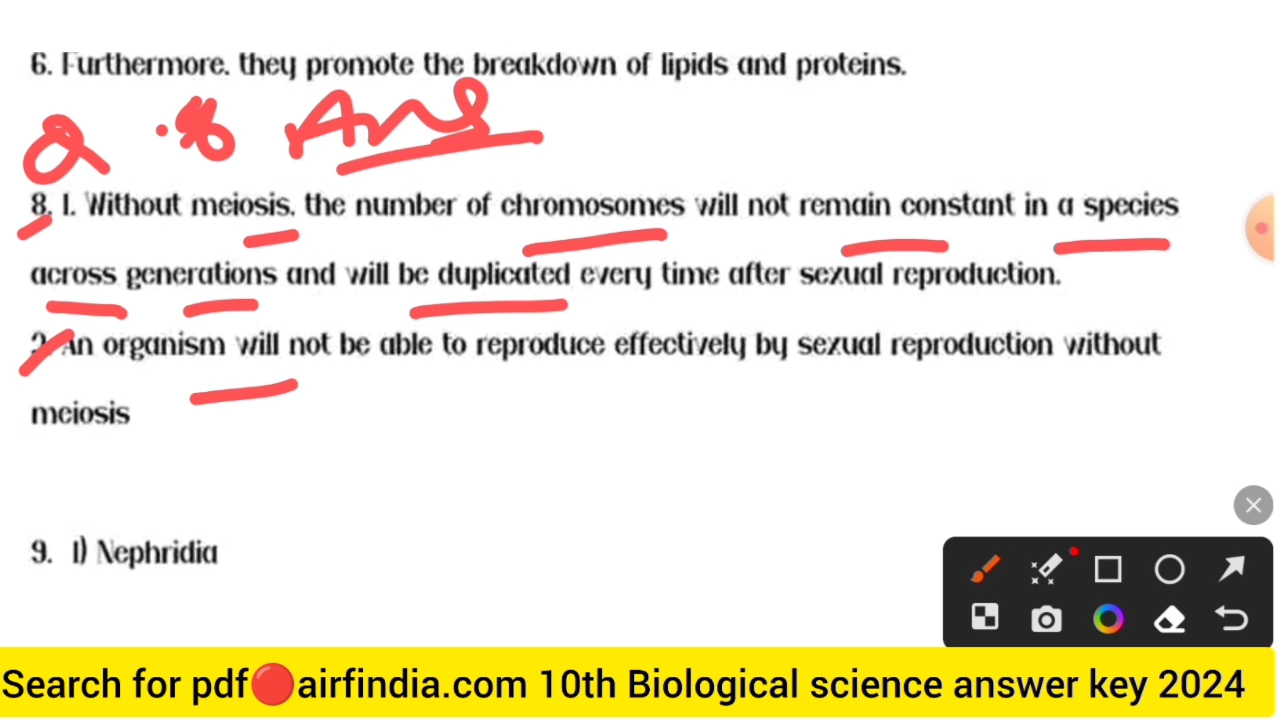 6. Furthermore. they promote the breakdown of lipids and proteins.
Q .8 Ans
8. 1. Without meiosis. the number of chromosomes will not remain constant in a species
across generations and will be duplicated every time after sexual reproduction.
2. An organism will not be able to reproduce effectively by sexual reproduction without
meiosis
9. 1) Nephridia
Search for pdf🔴airfindia.com 10th Biological science answer key 2024